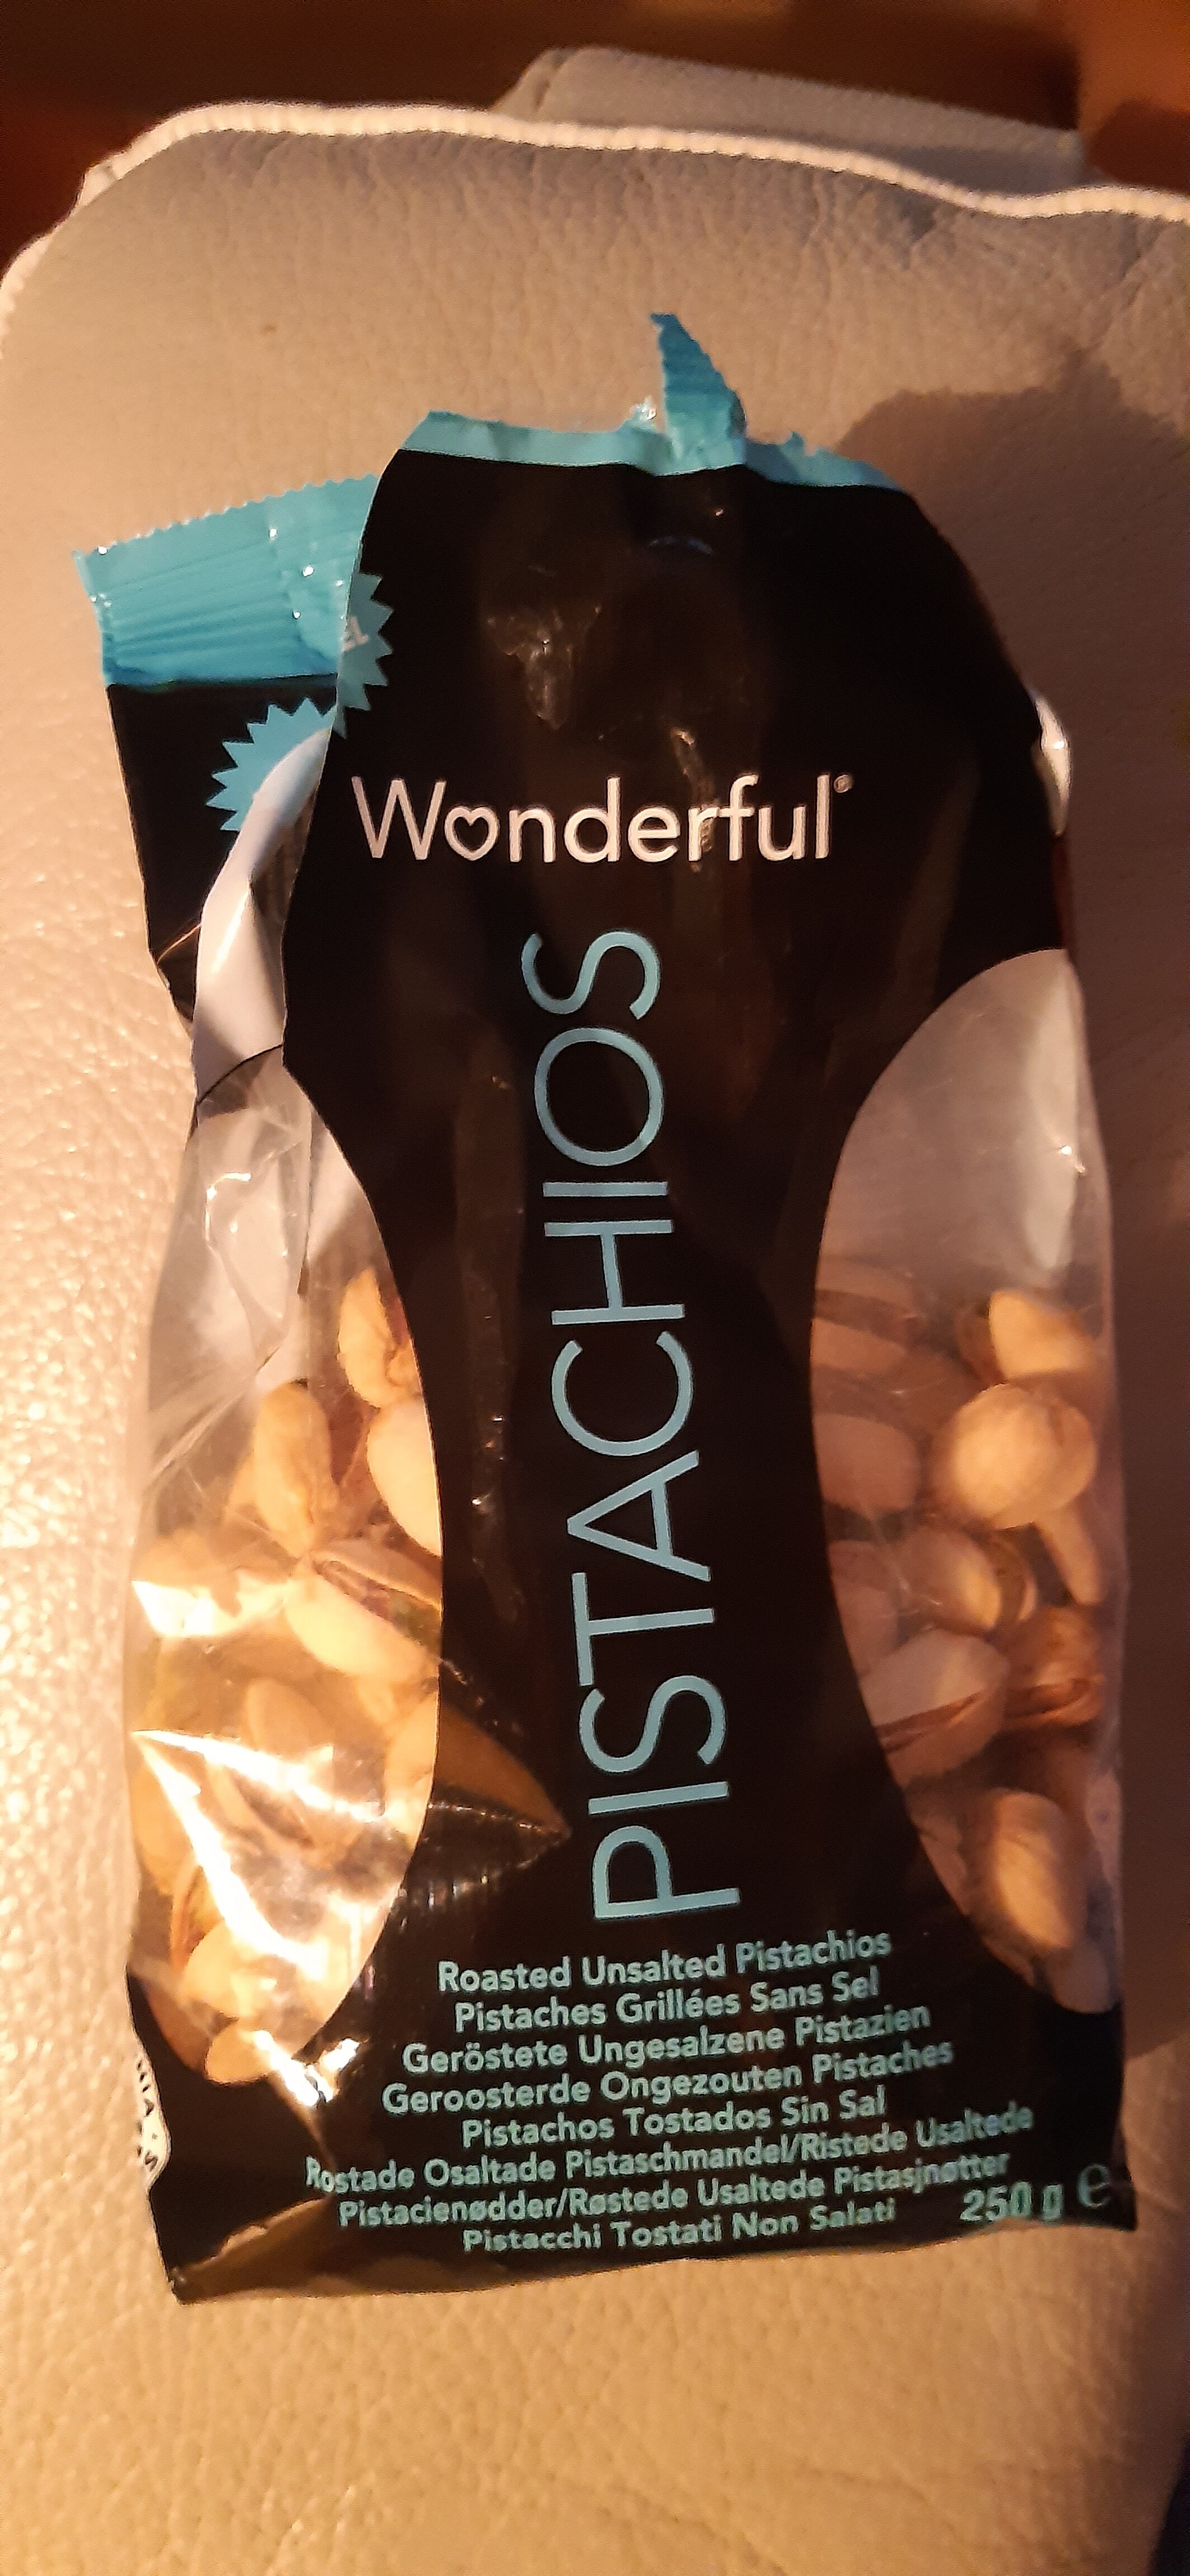 Wonderful®
PISTACHIOS
Roasted Unsalted Pistachios
Pistaches Grillées Sans Sel
Geröstete Ungesalzene Pistazien
Geroosterde Ongezouten Pistaches
Pistachos Tostados Sin Sal
Rostade Osaltade Pistaschmandel/Ristede Usaltede
Pistacienødder/Røstede Usaltede Pistasjnøtter
Pistacchi Tostati Non Salati
250 g e